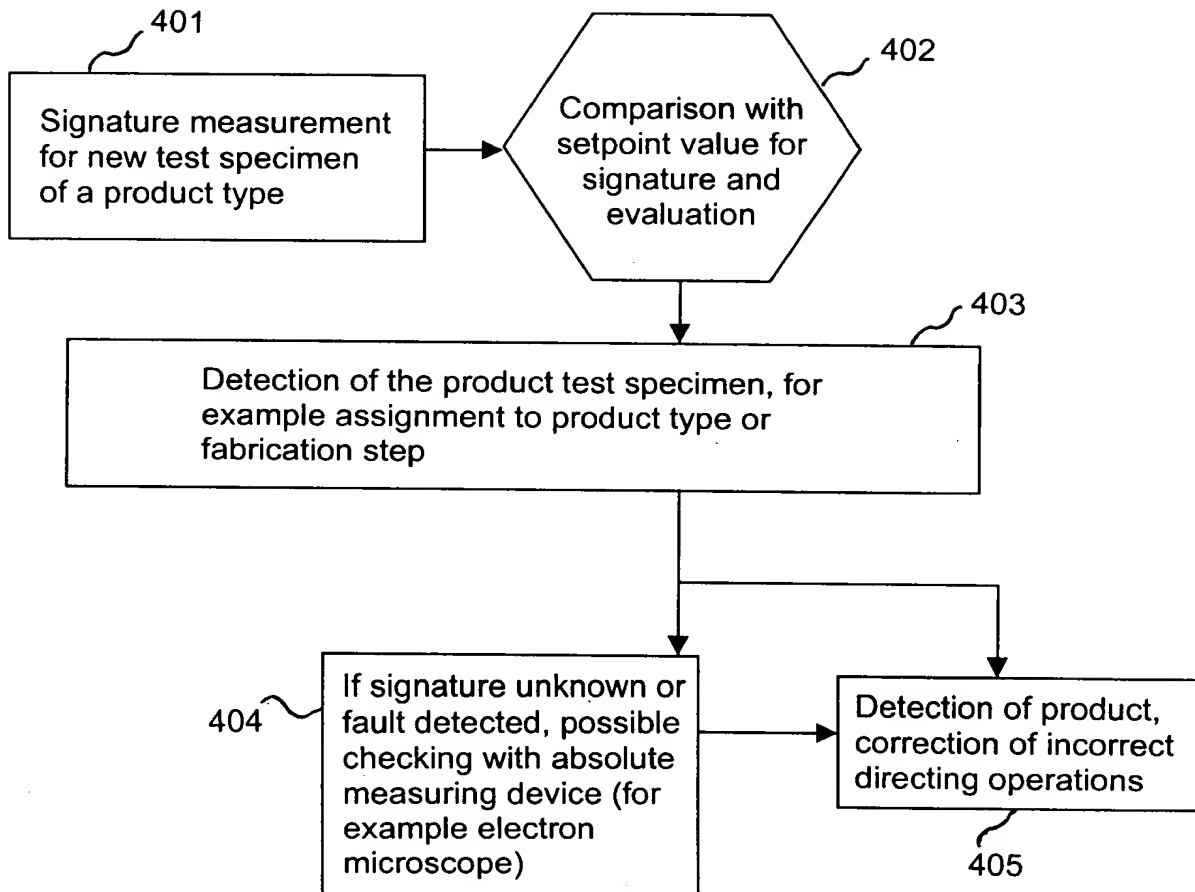 401
402
Signature measurement
for new test specimen
of a product type
Comparison with
setpoint value for
signature and
evaluation
403
Detection of the product test specimen, for
example assignment to product type or
fabrication step
404
If signature unknown or
fault detected, possible
checking with absolute
measuring device (for
example electron
microscope)
Detection of product,
correction of incorrect
directing operations
405